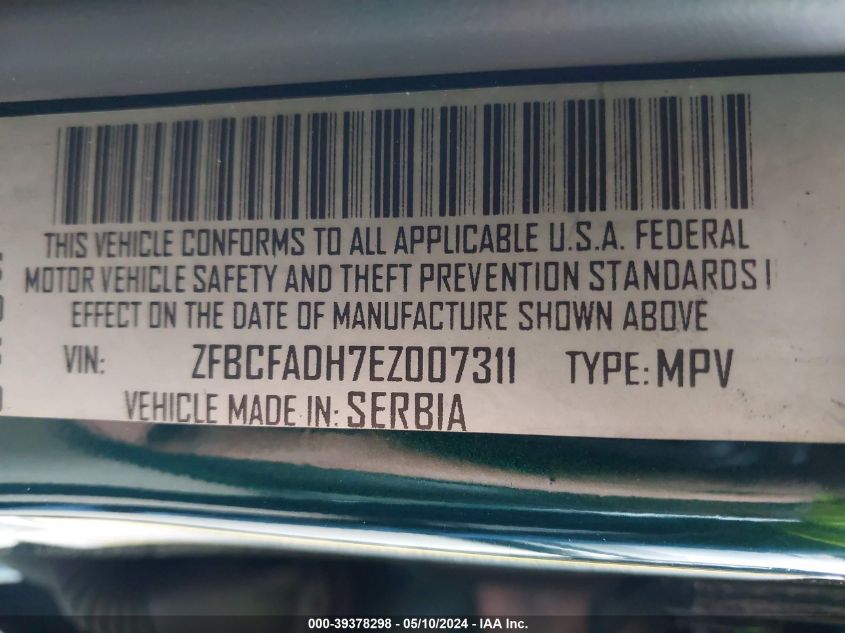 THIS VEHICLE CONFORMS TO ALL APPLICABLE U.S.A. FEDERAL
MOTOR VEHICLE SAFETY AND THEFT PREVENTION STANDARDS I
EFFECT ON THE DATE OF MANUFACTURE SHOWN ABOVE
VIN: ZFBCFADH7EZ007311 TYPE: MPV
VEHICLE MADE IN: SERBIA
000-39378298 - 05/10/2024 - IAA Inc.